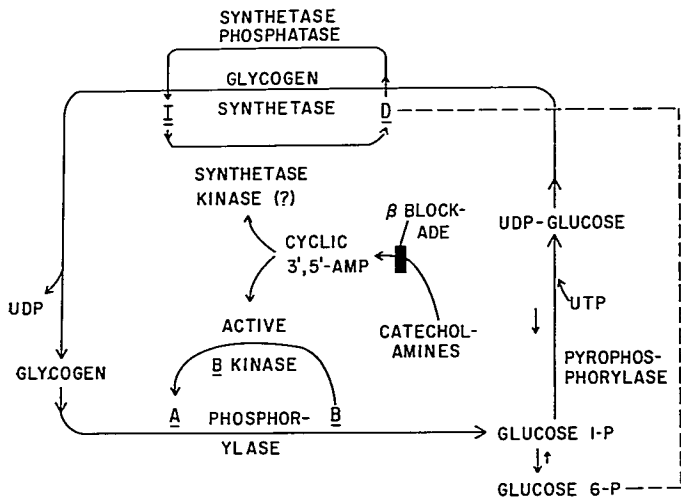 SYNTHETASE
PHOSPHATASE
GLYCOGEN
I SYNTHETASE D
SYNTHETASE
KINASE (?)
β BLOCK-
ADE
UDP-GLUCOSE
CYCLIC
3',5'-AMP
UDP
UTP
ACTIVE
CATECHOL-
AMINES
B KINASE
PYROPHOS-
PHORYLASE
GLYCOGEN
A PHOSPHOR- B
YLASE
GLUCOSE 1-P
GLUCOSE 6-P